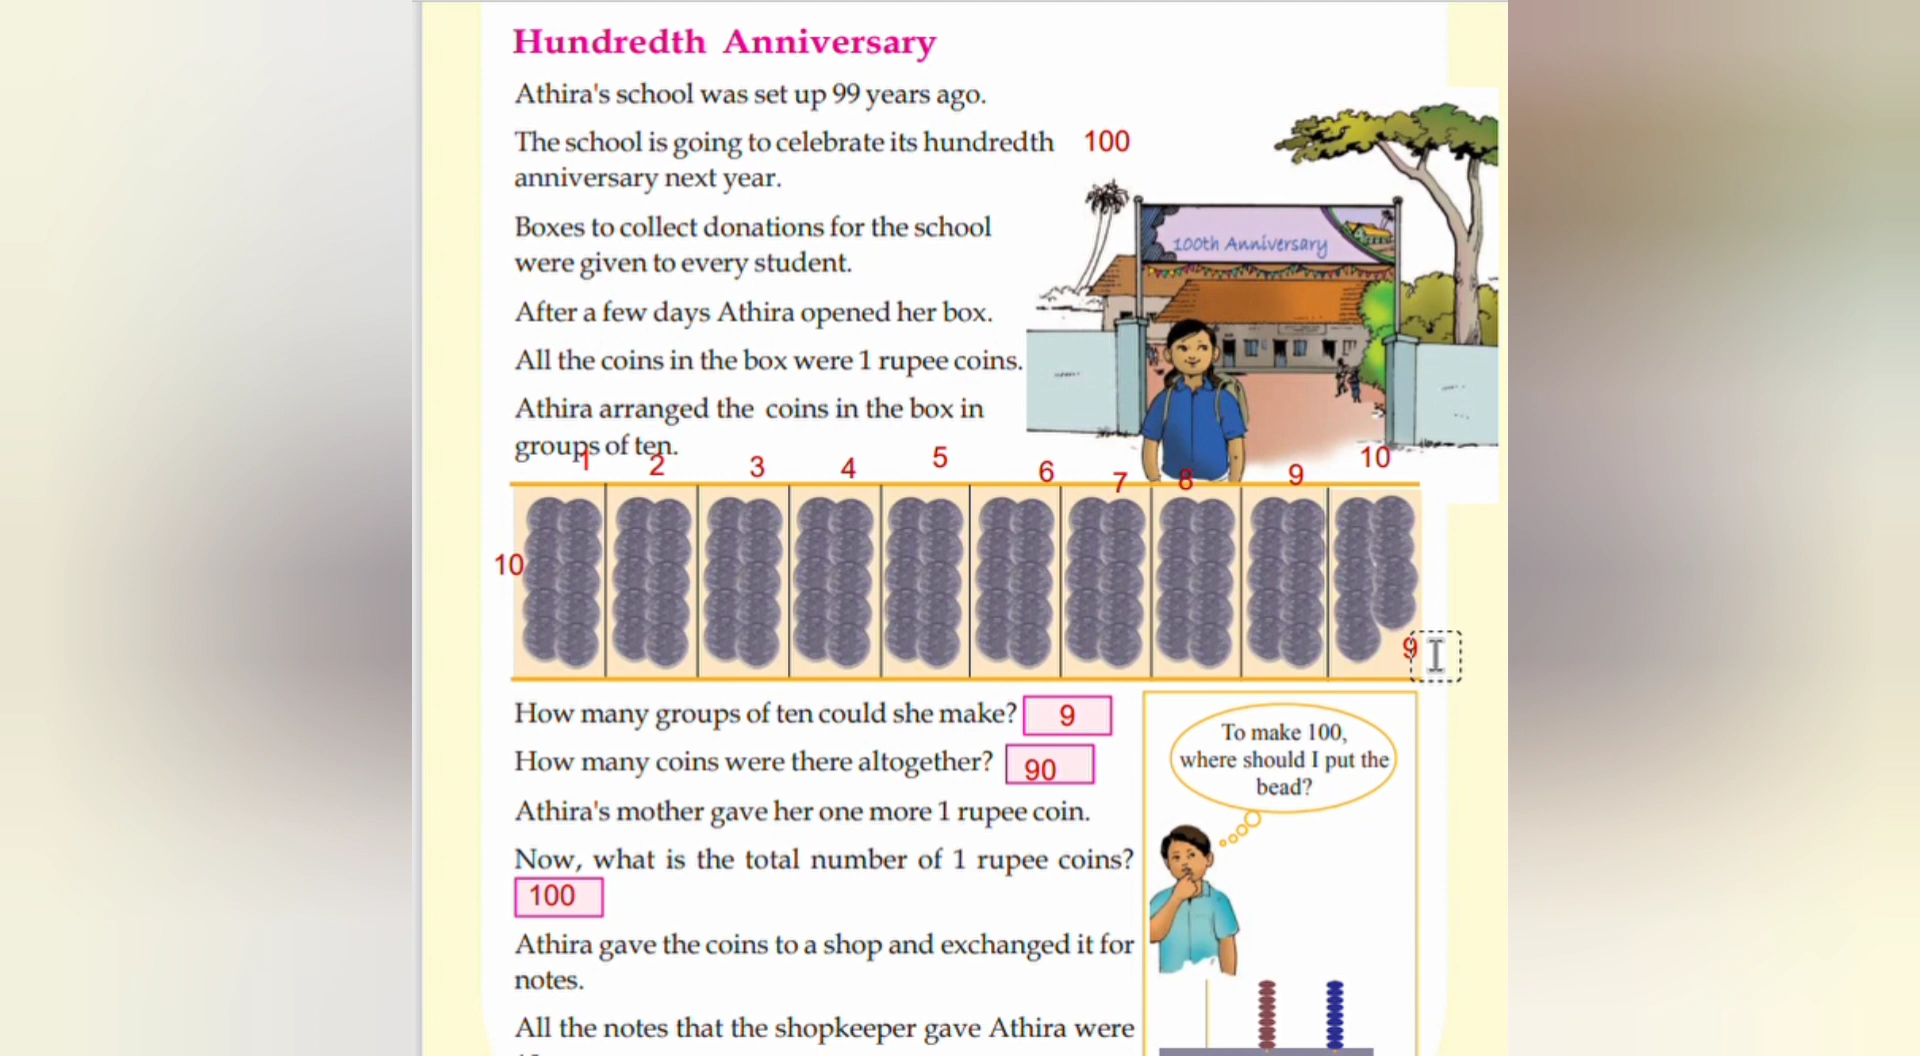 Hundredth Anniversary
Athira's school was set up 99 years ago.
The school is going to celebrate its hundredth 100
anniversary next year.
Boxes to collect donations for the school
were given to every student.
100th Anniversary
After a few days Athira opened her box.
All the coins in the box were 1 rupee coins.
Athira arranged the coins in the box in
groups of ten.
1 2 3 4 5 6 7 8 9 10
10
9
How many groups of ten could she make? 9
How many coins were there altogether? 90
Athira's mother gave her one more 1 rupee coin.
Now, what is the total number of 1 rupee coins?
100
Athira gave the coins to a shop and exchanged it for
notes.
All the notes that the shopkeeper gave Athira were
To make 100,
where should I put the
bead?